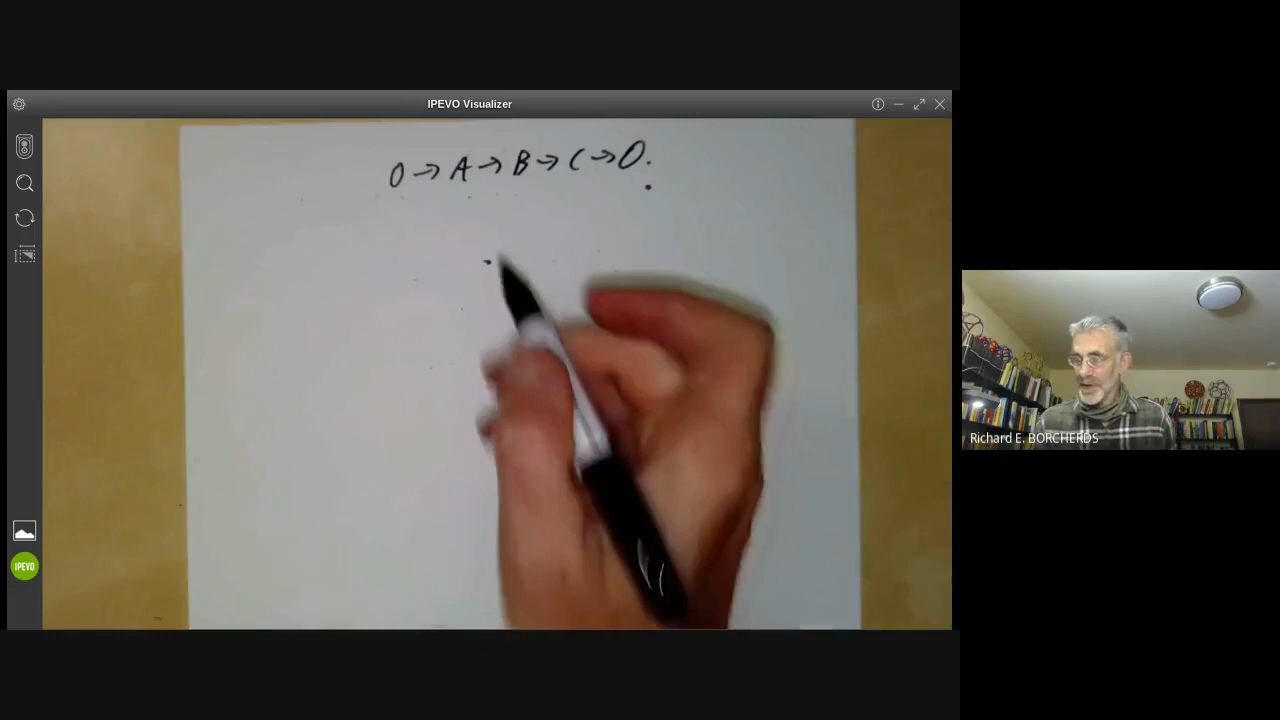 IPEVO Visualizer
0 → A → B → C → 0.
IPEVO
Richard E. BORCHERDS